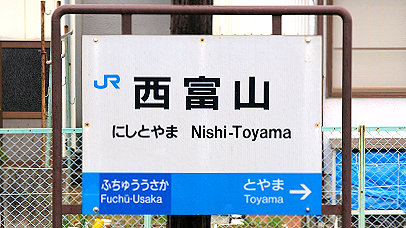 JR 西富山
にしとやま Nishi-Toyama
ふちゅううさか とやま
Fuchū-Usaka Toyama →